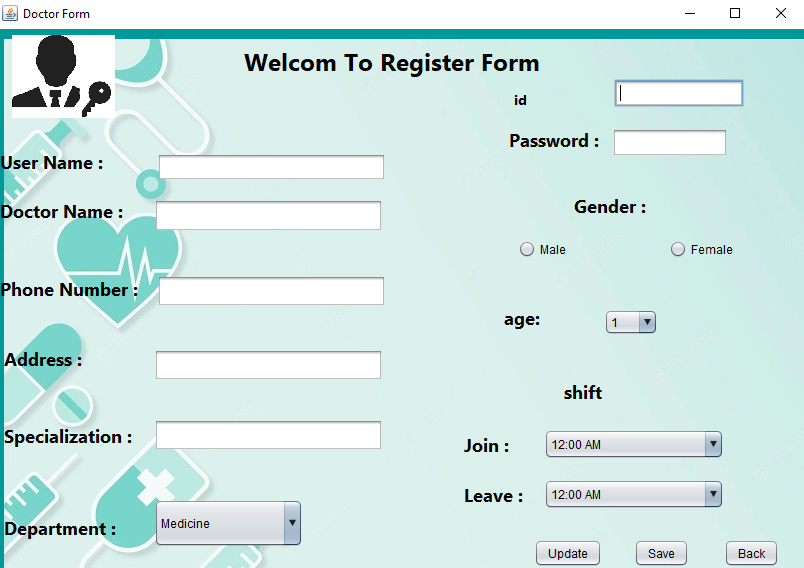 Doctor Form
Welcom To Register Form
id
Password :
User Name :
Doctor Name :
Gender :
Male
Female
Phone Number :
age:
1
Address :
shift
Specialization :
Join :
12:00 AM
Leave :
12:00 AM
Department :
Medicine
Update
Save
Back